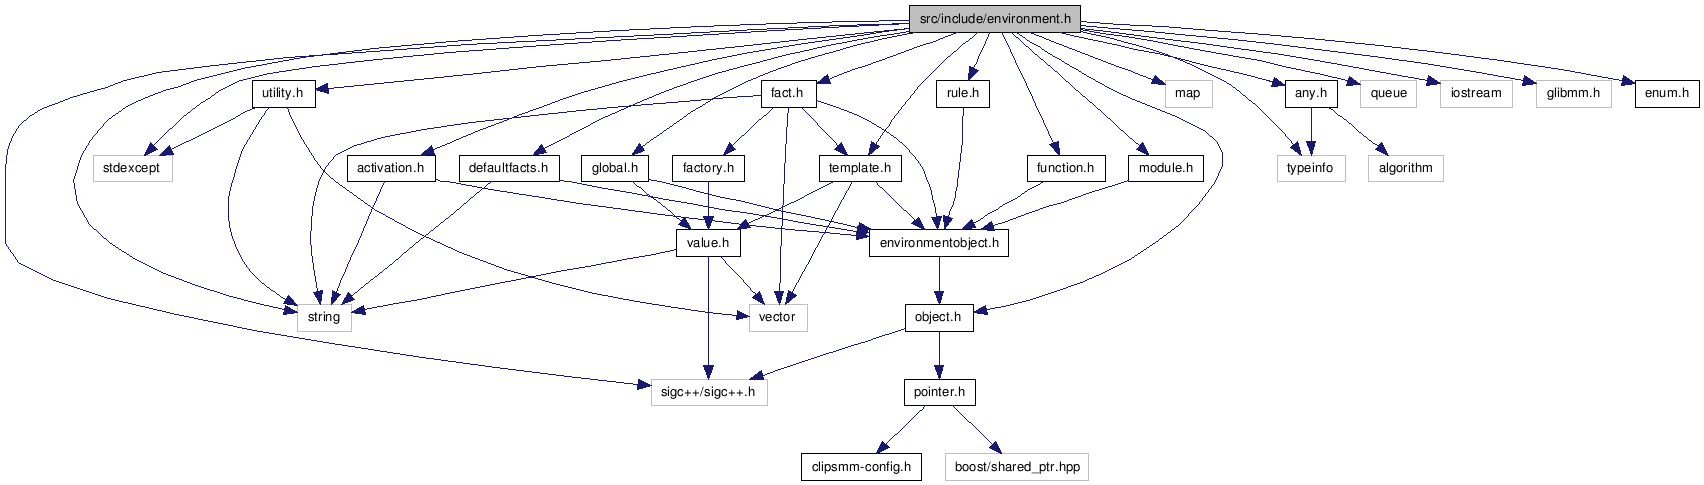 src/include/environment.h
utility.h
fact.h
rule.h
map
any.h
queue
iostream
glibmm.h
enum.h
stdexcept
activation.h
defaultfacts.h
global.h
factory.h
template.h
function.h
module.h
typeinfo
algorithm
value.h
environmentobject.h
string
vector
object.h
sigc++/sigc++.h
pointer.h
clipsmm-config.h
boost/shared_ptr.hpp